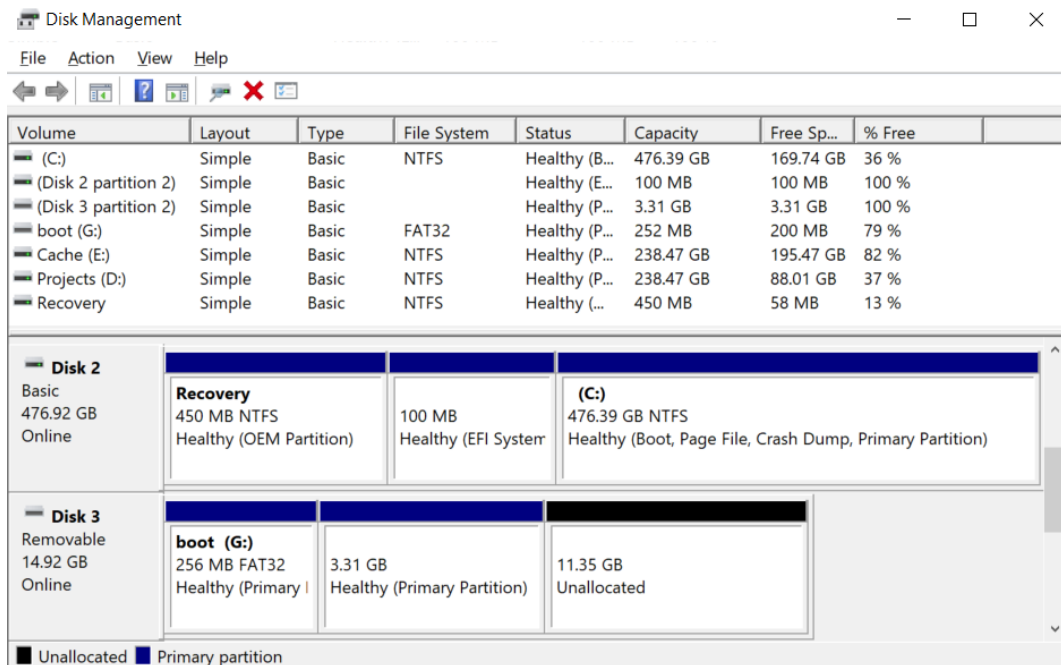 Disk Management
File Action View Help
Volume Layout Type File System Status Capacity Free Sp... % Free
(C:) Simple Basic NTFS Healthy (B... 476.39 GB 169.74 GB 36 %
(Disk 2 partition 2) Simple Basic Healthy (E... 100 MB 100 MB 100 %
(Disk 3 partition 2) Simple Basic Healthy (P... 3.31 GB 3.31 GB 100 %
boot (G:) FAT32 Simple Basic Healthy (P... 252 MB 200 MB 79 %
Cache (E:) Simple Basic NTFS Healthy (P... 238.47 GB 195.47 GB 82 %
Projects (D:) Simple Basic NTFS Healthy (P... 238.47 GB 88.01 GB 37 %
Recovery Simple Basic NTFS Healthy (... 450 MB 58 MB 13 %
Disk 2
Basic
476.92 GB
Online
Recovery
450 MB NTFS
Healthy (OEM Partition)
100 MB
Healthy (EFI System
(C:)
476.39 GB NTFS
Healthy (Boot, Page File, Crash Dump, Primary Partition)
Disk 3
Removable
14.92 GB
Online
boot (G:)
256 MB FAT32
Healthy (Primary
3.31 GB
Healthy (Primary Partition)
11.35 GB
Unallocated
Unallocated Primary partition